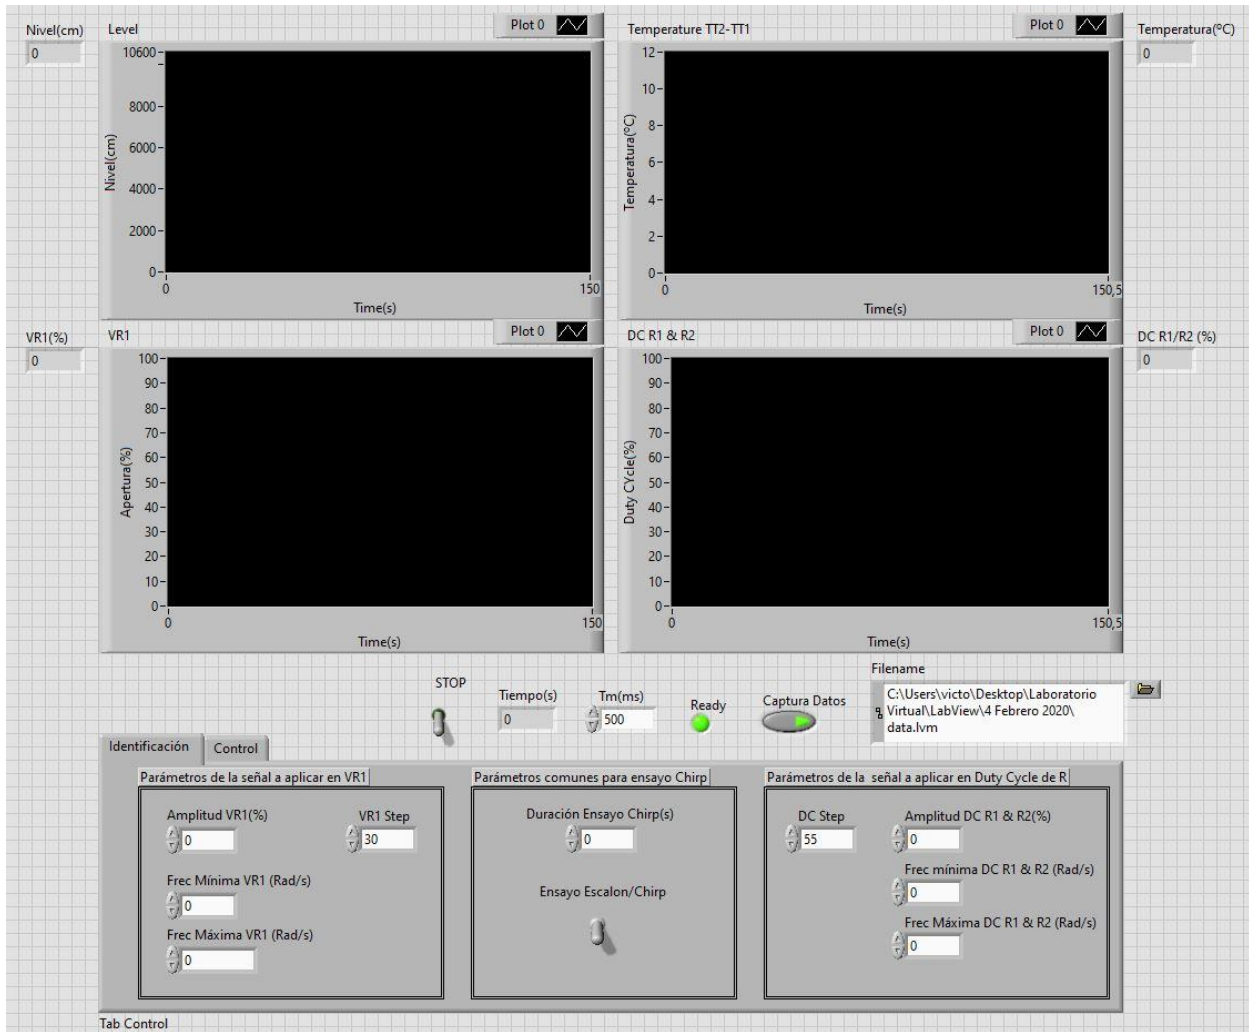 Nivel(cm)
0
Level
Plot 0
10600
8000
6000
4000
2000
0
Nivel(cm)
0
150
Time(s)
Temperature TT2-TT1
Plot 0
12
10
8
6
4
2
0
Temperatura(ºC)
0
150,5
Time(s)
Temperatura(ºC)
0
VR1(%)
0
VR1
Plot 0
100
90
80
70
60
50
40
30
20
10
0
Apertura(%)
0
150
Time(s)
DC R1 & R2
Plot 0
100
90
80
70
60
50
40
30
20
10
0
Duty CYcle(%)
0
150,5
Time(s)
DC R1/R2 (%)
0
STOP
Tiempo(s)
0
Tm(ms)
500
Ready
Captura Datos
Filename
C:\Users\victo\Desktop\Laboratorio
Virtual\LabView\4 Febrero 2020\
data.lvm
Identificación
Control
Parámetros de la señal a aplicar en VR1
Amplitud VR1(%)
0
VR1 Step
30
Frec Mínima VR1 (Rad/s)
0
Frec Máxima VR1 (Rad/s)
0
Parámetros comunes para ensayo Chirp
Duración Ensayo Chirp(s)
0
Ensayo Escalon/Chirp
Parámetros de la señal a aplicar en Duty Cycle de R
DC Step
55
Amplitud DC R1 & R2(%)
0
Frec mínima DC R1 & R2 (Rad/s)
0
Frec Máxima DC R1 & R2 (Rad/s)
0
Tab Control